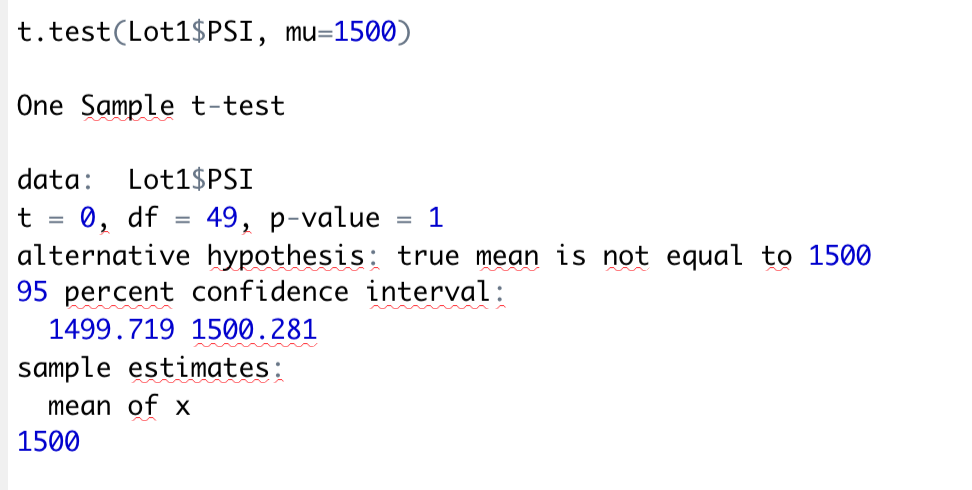 t.test(Lot1$PSI, mu=1500)
One Sample t-test
data:  Lot1$PSI
t = 0, df = 49, p-value = 1
alternative hypothesis: true mean is not equal to 1500
95 percent confidence interval:
  1499.719 1500.281
sample estimates:
  mean of x
1500